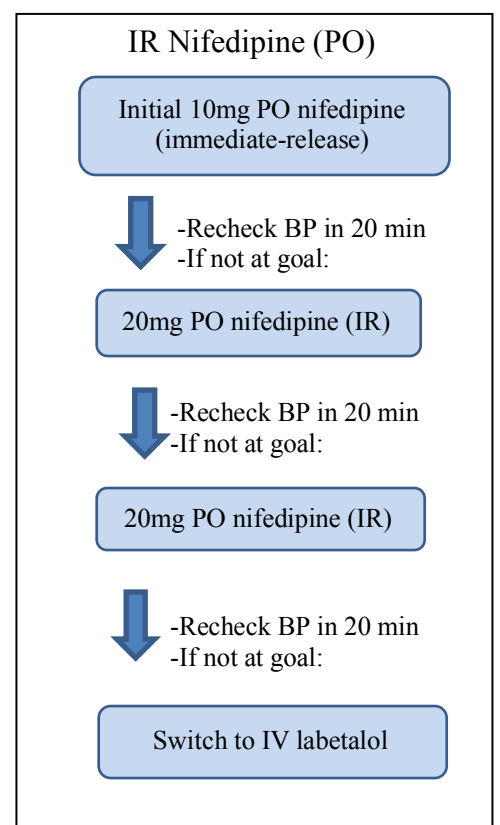 IR Nifedipine (PO)
Initial 10mg PO nifedipine
(immediate-release)
-Recheck BP in 20 min
-If not at goal:
20mg PO nifedipine (IR)
-Recheck BP in 20 min
-If not at goal:
20mg PO nifedipine (IR)
-Recheck BP in 20 min
-If not at goal:
Switch to IV labetalol